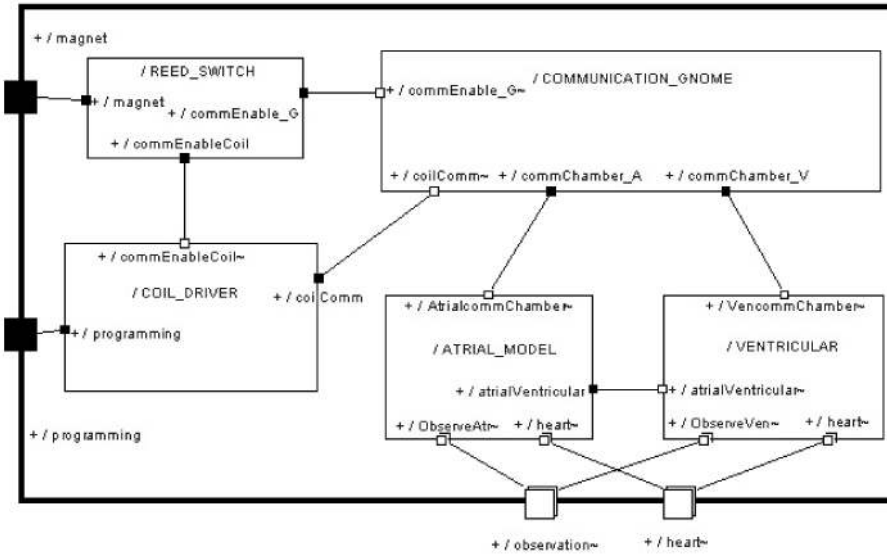 + / magnet
/ REED_SWITCH
+ / magnet
+ / commEnable_G
+ / commEnableCoil
/ COMMUNICATION_GNOME
+ / commEnable_G~
+ / coilComm~ + / commChamber_A + / commChamber_V
+ / commEnableCoil~
/ COIL_DRIVER
+ / coilComm
+ / programming
+ / AtrialcommChamber~
/ ATRIAL_MODEL
+ / atrialVentricular
+ / ObserveAtr~ + / heart~
+ / VencommChamber~
/ VENTRICULAR
+ / atrialVentricular~
+ / ObserveVen~ + / heart~
+ / programming
+ / observation~ + / heart~